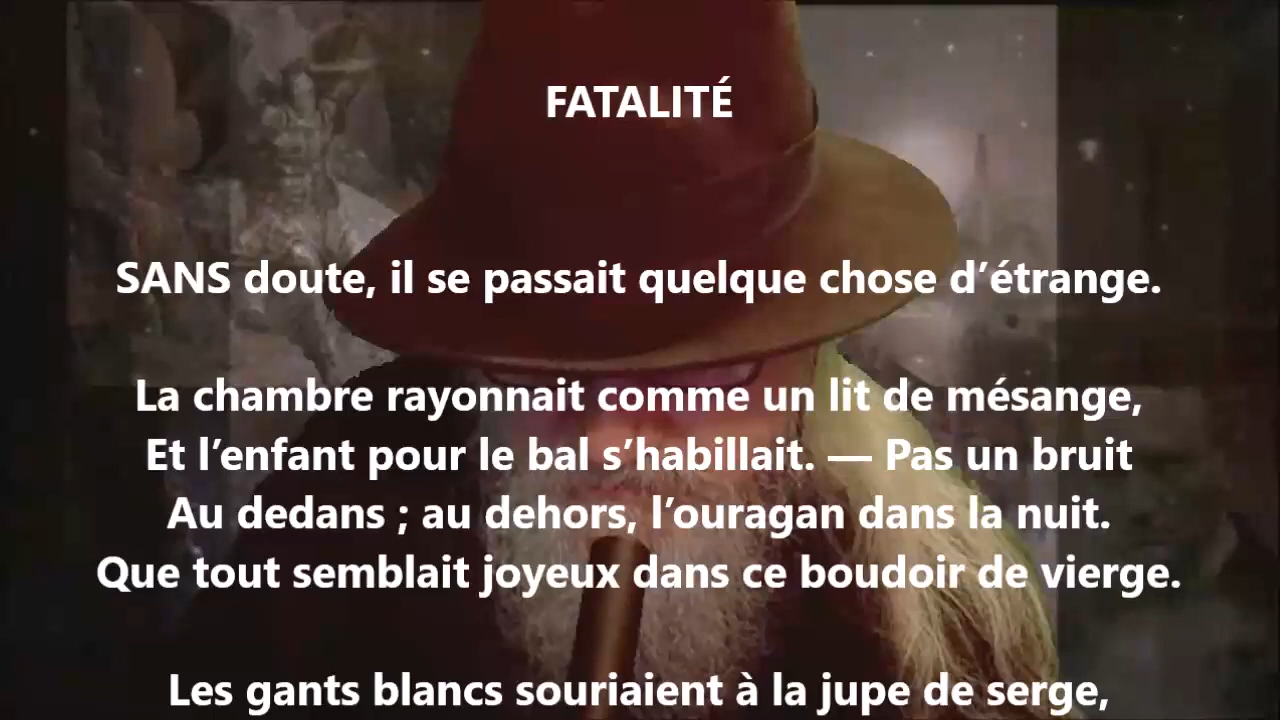 FATALITÉ
SANS doute, il se passait quelque chose d’étrange.
La chambre rayonnait comme un lit de mésange,
Et l’enfant pour le bal s’habillait. — Pas un bruit
Au dedans ; au dehors, l’ouragan dans la nuit.
Que tout semblait joyeux dans ce boudoir de vierge.
Les gants blancs souriaient à la jupe de serge,